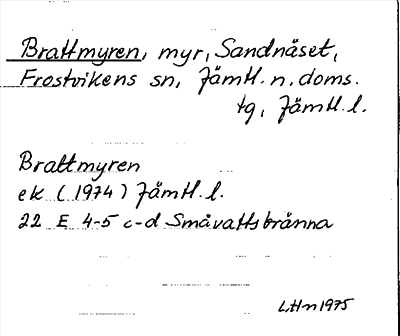 Brattmyren, myr, Sandnäset,
Frostvikens sn, Jämtl. n. doms.
tg, Jämtl. l.
Brattmyren
ek (1974) Jämtl. l.
22 E 4-5 c-d Småvattsbränna
LHn 1975